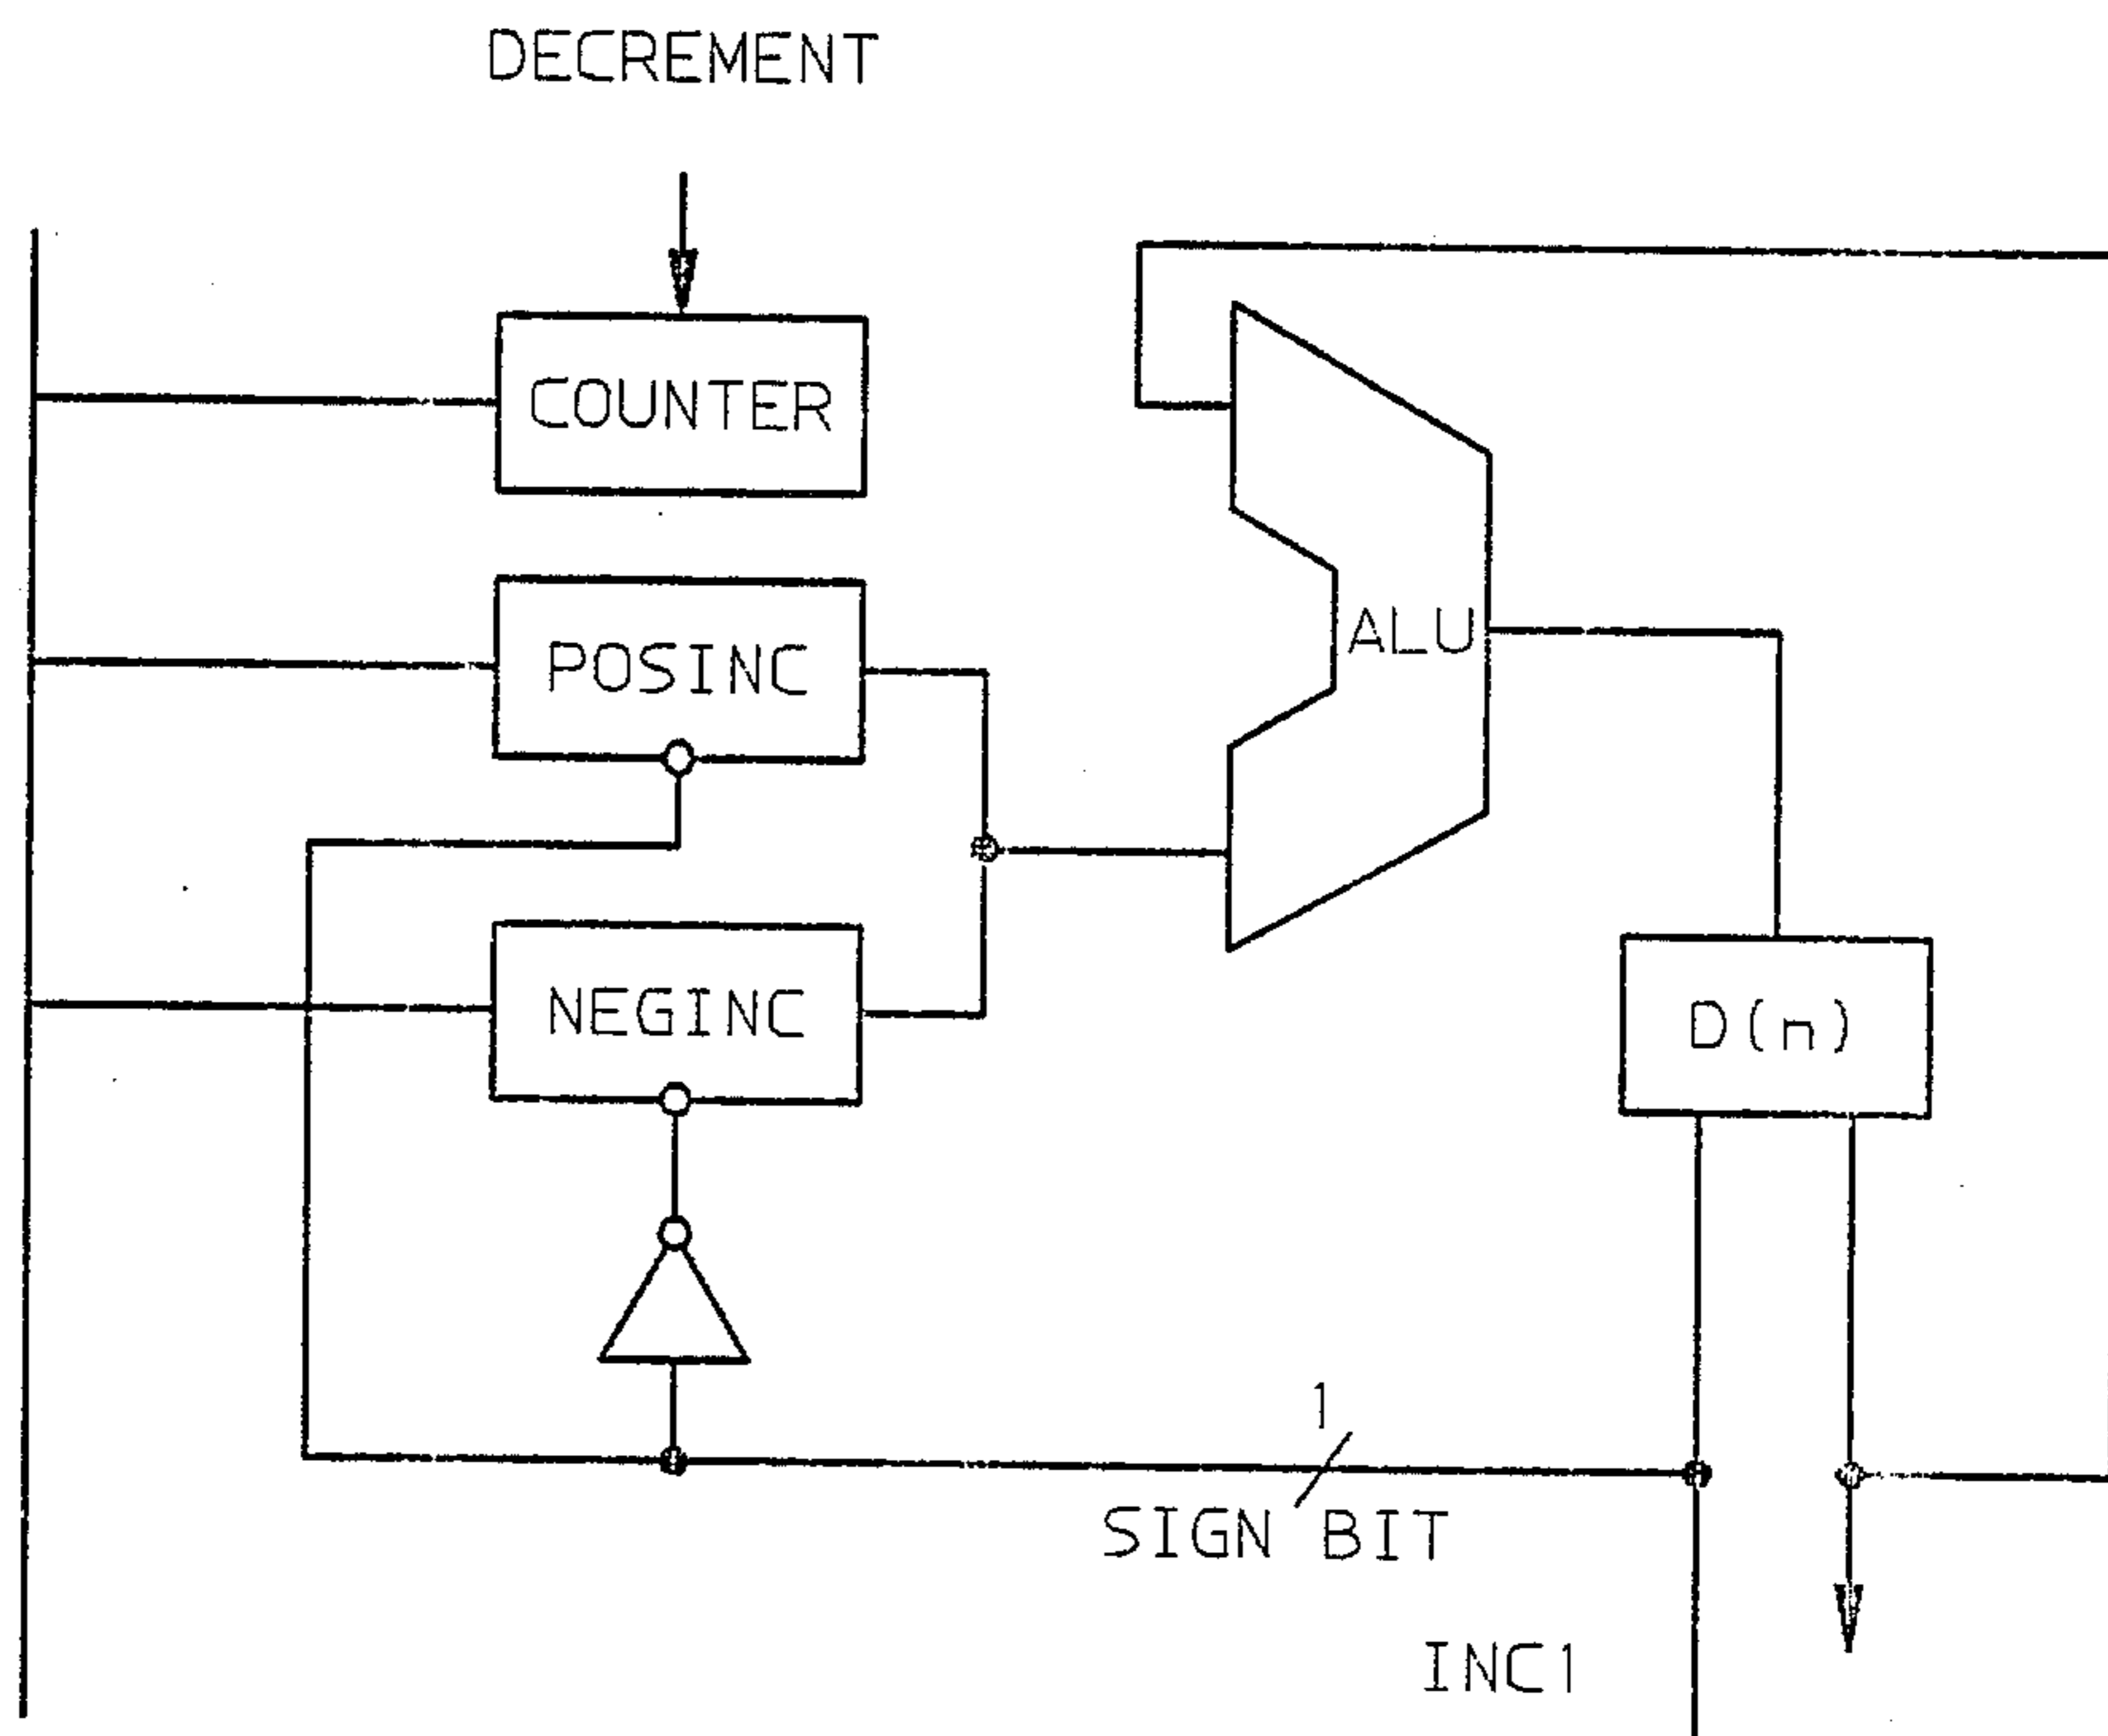 DECREMENT
COUNTER
POSINC
ALU
NEGINC
D(n)
1
SIGN BIT
INC1